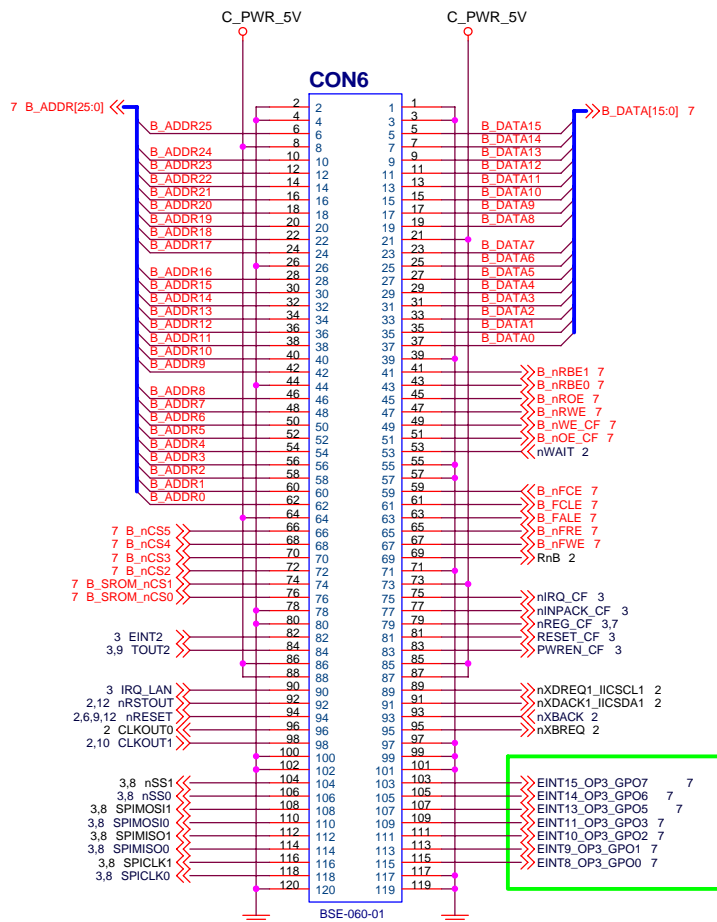 C_PWR_5V C_PWR_5V
CON6
7 B_ADDR[25:0] B_DATA[15:0] 7
2 2 1 1
4 4 3 3
B_ADDR25 6 6 5 5 B_DATA15
8 8 7 7 B_DATA14
B_ADDR24 10 10 9 9 B_DATA13
B_ADDR23 12 12 11 11 B_DATA12
B_ADDR22 14 14 13 13 B_DATA11
B_ADDR21 16 16 15 15 B_DATA10
B_ADDR20 18 18 17 17 B_DATA9
B_ADDR19 20 20 19 19 B_DATA8
B_ADDR18 22 22 21 21
B_ADDR17 24 24 23 23 B_DATA7
26 26 25 25 B_DATA6
B_ADDR16 28 28 27 27 B_DATA5
B_ADDR15 30 30 29 29 B_DATA4
B_ADDR14 32 32 31 31 B_DATA3
B_ADDR13 34 34 33 33 B_DATA2
B_ADDR12 36 36 35 35 B_DATA1
B_ADDR11 38 38 37 37 B_DATA0
B_ADDR10 40 40 39 39
B_ADDR9 42 42 41 41 B_nRBE1 7
44 44 43 43 B_nRBE0 7
B_ADDR8 46 46 45 45 B_nROE 7
B_ADDR7 48 48 47 47 B_nRWE 7
B_ADDR6 50 50 49 49 B_nWE_CF 7
B_ADDR5 52 52 51 51 B_nOE_CF 7
B_ADDR4 54 54 53 53 nWAIT 2
B_ADDR3 56 56 55 55
B_ADDR2 58 58 57 57
B_ADDR1 60 60 59 59 B_nFCE 7
B_ADDR0 62 62 61 61 B_FCLE 7
64 64 63 63 B_FALE 7
7 B_nCS5 66 66 65 65 B_nFRE 7
7 B_nCS4 68 68 67 67 B_nFWE 7
7 B_nCS3 70 70 69 69 RnB 2
7 B_nCS2 72 72 71 71
7 B_SROM_nCS1 74 74 73 73
7 B_SROM_nCS0 76 76 75 75 nIRQ_CF 3
78 78 77 77 nINPACK_CF 3
80 80 79 79 nREG_CF 3,7
3 EINT2 82 82 81 81 RESET_CF 3
3,9 TOUT2 84 84 83 83 PWREN_CF 3
86 86 85 85
88 88 87 87
3 IRQ_LAN 90 90 89 89 nXDREQ1_IICSCL1 2
2,12 nRSTOUT 92 92 91 91 nXDACK1_IICSDA1 2
2,6,9,12 nRESET 94 94 93 93 nXBACK 2
2 CLKOUT0 96 96 95 95 nXBREQ 2
2,10 CLKOUT1 98 98 97 97
100 100 99 99
102 102 101 101
3,8 nSS1 104 104 103 103 EINT15_OP3_GPO7 7
3,8 nSS0 106 106 105 105 EINT14_OP3_GPO6 7
3,8 SPIMOSI1 108 108 107 107 EINT13_OP3_GPO5 7
3,8 SPIMOSI0 110 110 109 109 EINT11_OP3_GPO3 7
3,8 SPIMISO1 112 112 111 111 EINT10_OP3_GPO2 7
3,8 SPIMISO0 114 114 113 113 EINT9_OP3_GPO1 7
3,8 SPICLK1 116 116 115 115 EINT8_OP3_GPO0 7
3,8 SPICLK0 118 118 117 117
120 120 119 119
BSE-060-01